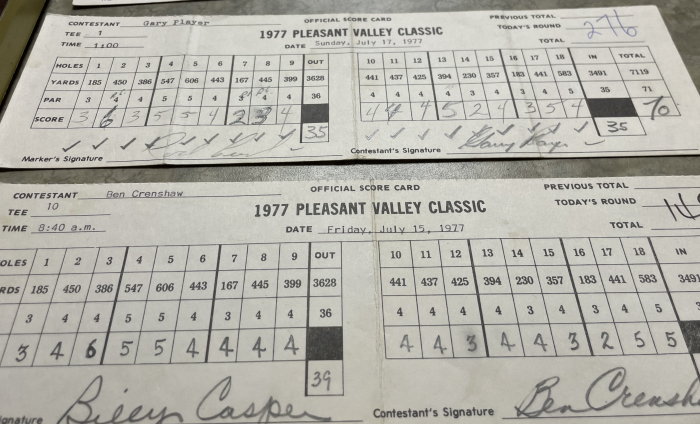 CONTESTANT Gary Player OFFICIAL SCORE CARD PREVIOUS TOTAL
TEE 1 1977 PLEASANT VALLEY CLASSIC TODAY'S ROUND 276
TIME 1:00 DATE Sunday, July 17, 1977 TOTAL
HOLES 1 2 3 4 5 6 7 8 9 OUT 10 11 12 13 14 15 16 17 18 IN TOTAL
YARDS 185 450 386 547 606 443 167 445 399 3628 441 437 425 394 230 357 183 441 583 3491 7119
PAR 3 4 4 5 5 4 3 4 4 36 4 4 4 4 3 4 3 4 5 35 71
SCORE 3 6 3 5 5 4 2 3 4 35 4 4 4 5 2 4 3 5 4 35 70
Marker's Signature Contestant's Signature Gary Player
CONTESTANT Ben Crenshaw OFFICIAL SCORE CARD PREVIOUS TOTAL
TEE 10 1977 PLEASANT VALLEY CLASSIC TODAY'S ROUND
TIME 8:40 a.m. DATE Friday, July 15, 1977 TOTAL
OLES 1 2 3 4 5 6 7 8 9 OUT 10 11 12 13 14 15 16 17 18 IN
RDS 185 450 386 547 606 443 167 445 399 3628 441 437 425 394 230 357 183 441 583 3491
3 4 4 5 5 4 3 4 4 36 4 4 4 4 3 4 3 4 5
3 4 6 5 5 4 4 4 4 39 4 4 3 4 4 3 2 5 5
gnature Billy Casper Contestant's Signature Ben Crensh